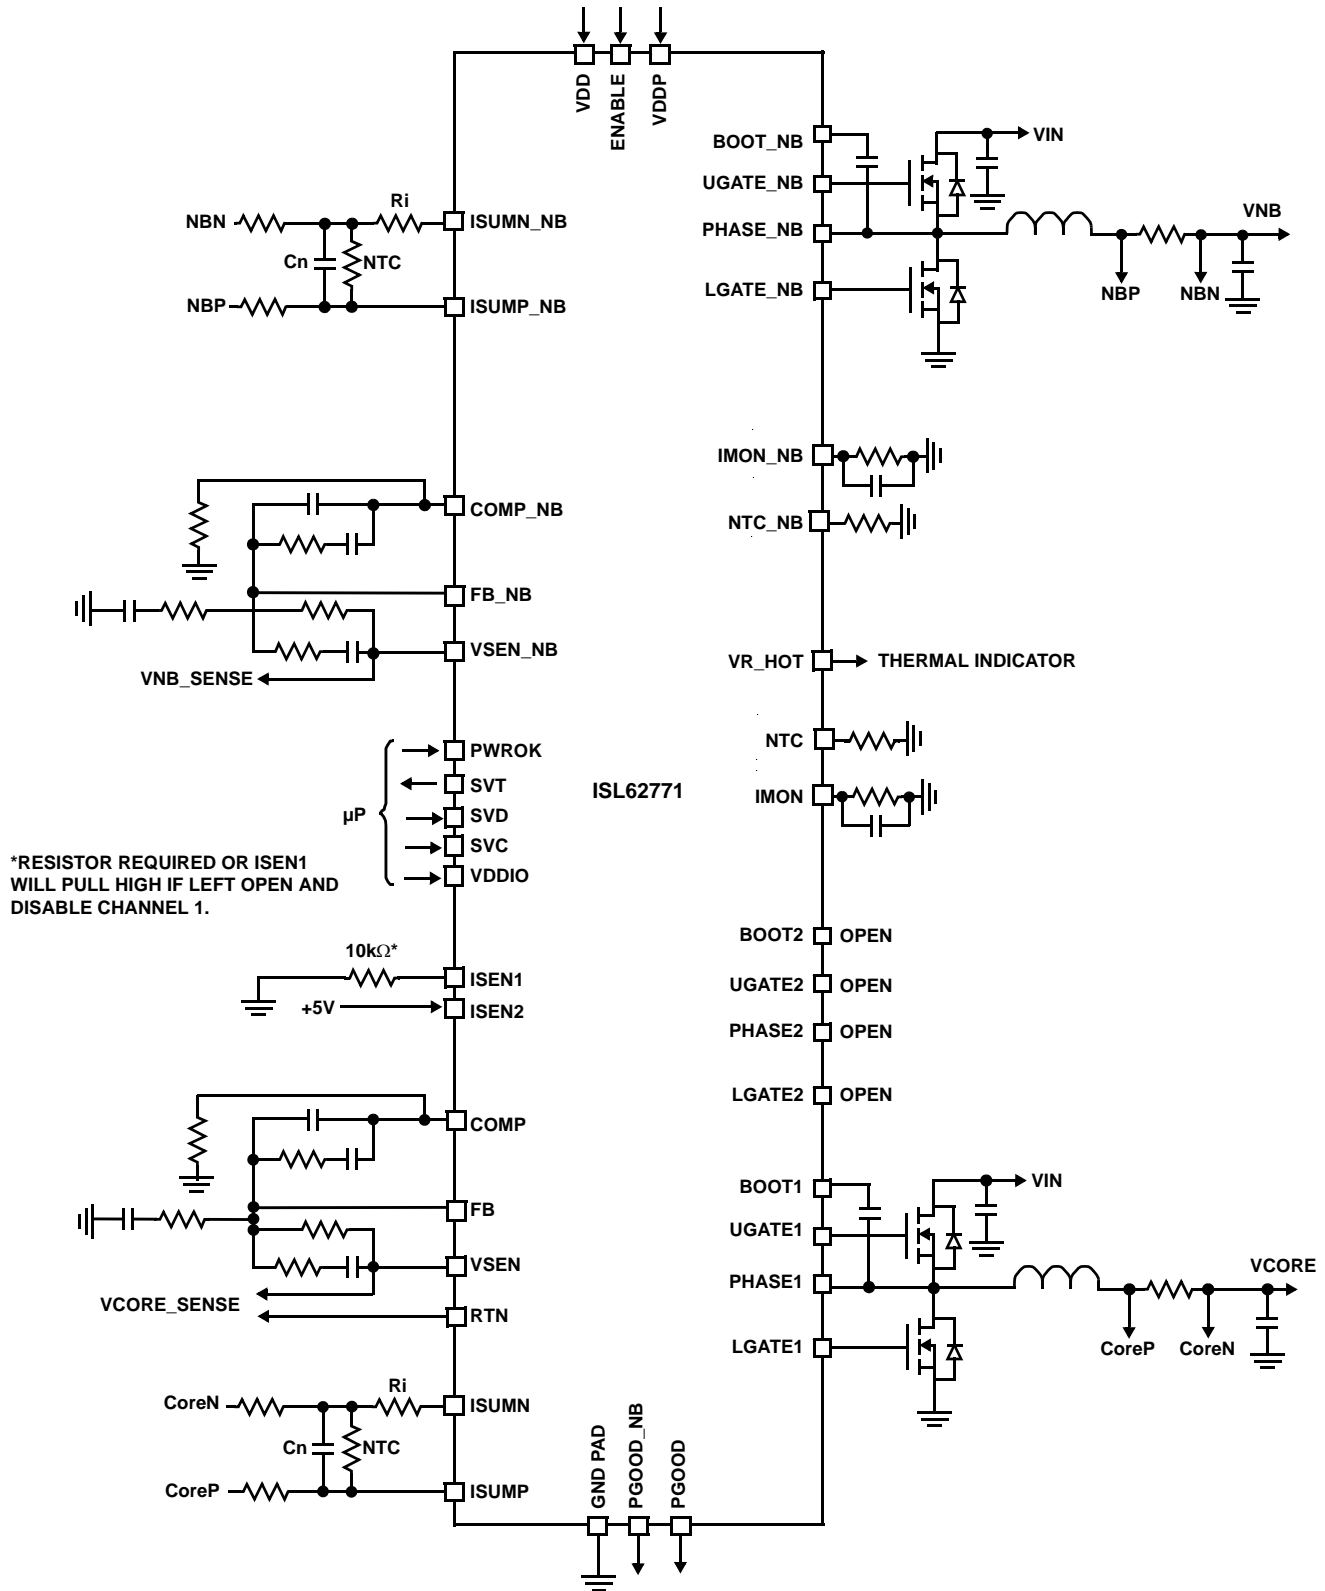 VDD
ENABLE
VDDP
BOOT_NB
VIN
UGATE_NB
PHASE_NB
VNB
LGATE_NB
NBP
NBN
NBN
Ri
ISUMN_NB
Cn
NTC
NBP
ISUMP_NB
IMON_NB
NTC_NB
COMP_NB
FB_NB
VSEN_NB
VNB_SENSE
VR_HOT
THERMAL INDICATOR
NTC
IMON
PWROK
SVT
SVD
SVC
VDDIO
µP
ISL62771
*RESISTOR REQUIRED OR ISEN1
WILL PULL HIGH IF LEFT OPEN AND
DISABLE CHANNEL 1.
10kΩ*
ISEN1
+5V
ISEN2
BOOT2
OPEN
UGATE2
OPEN
PHASE2
OPEN
LGATE2
OPEN
COMP
FB
VSEN
VCORE_SENSE
RTN
BOOT1
VIN
UGATE1
PHASE1
VCORE
LGATE1
CoreP
CoreN
CoreN
Ri
ISUMN
Cn
NTC
CoreP
ISUMP
GND PAD
PGOOD_NB
PGOOD